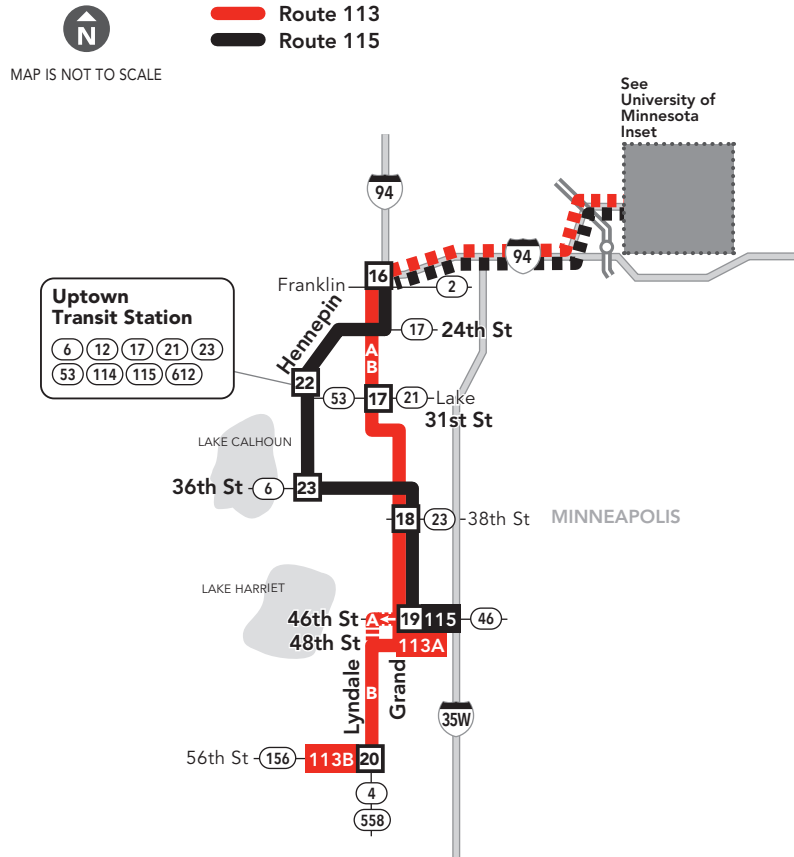 N
MAP IS NOT TO SCALE
Route 113
Route 115
See
University of
Minnesota
Inset
94
94
16
Franklin
2
Uptown
Transit Station
6 12 17 21 23
53 114 115 612
Hennepin
17 24th St
A
B
22
53 17 21 Lake
31st St
LAKE CALHOUN
36th St 6 23
18 23 38th St
MINNEAPOLIS
LAKE HARRIET
46th St A 19 115 46
48th St 113A
Lyndale
Grand
B
35W
56th St 156 113B 20
4
558